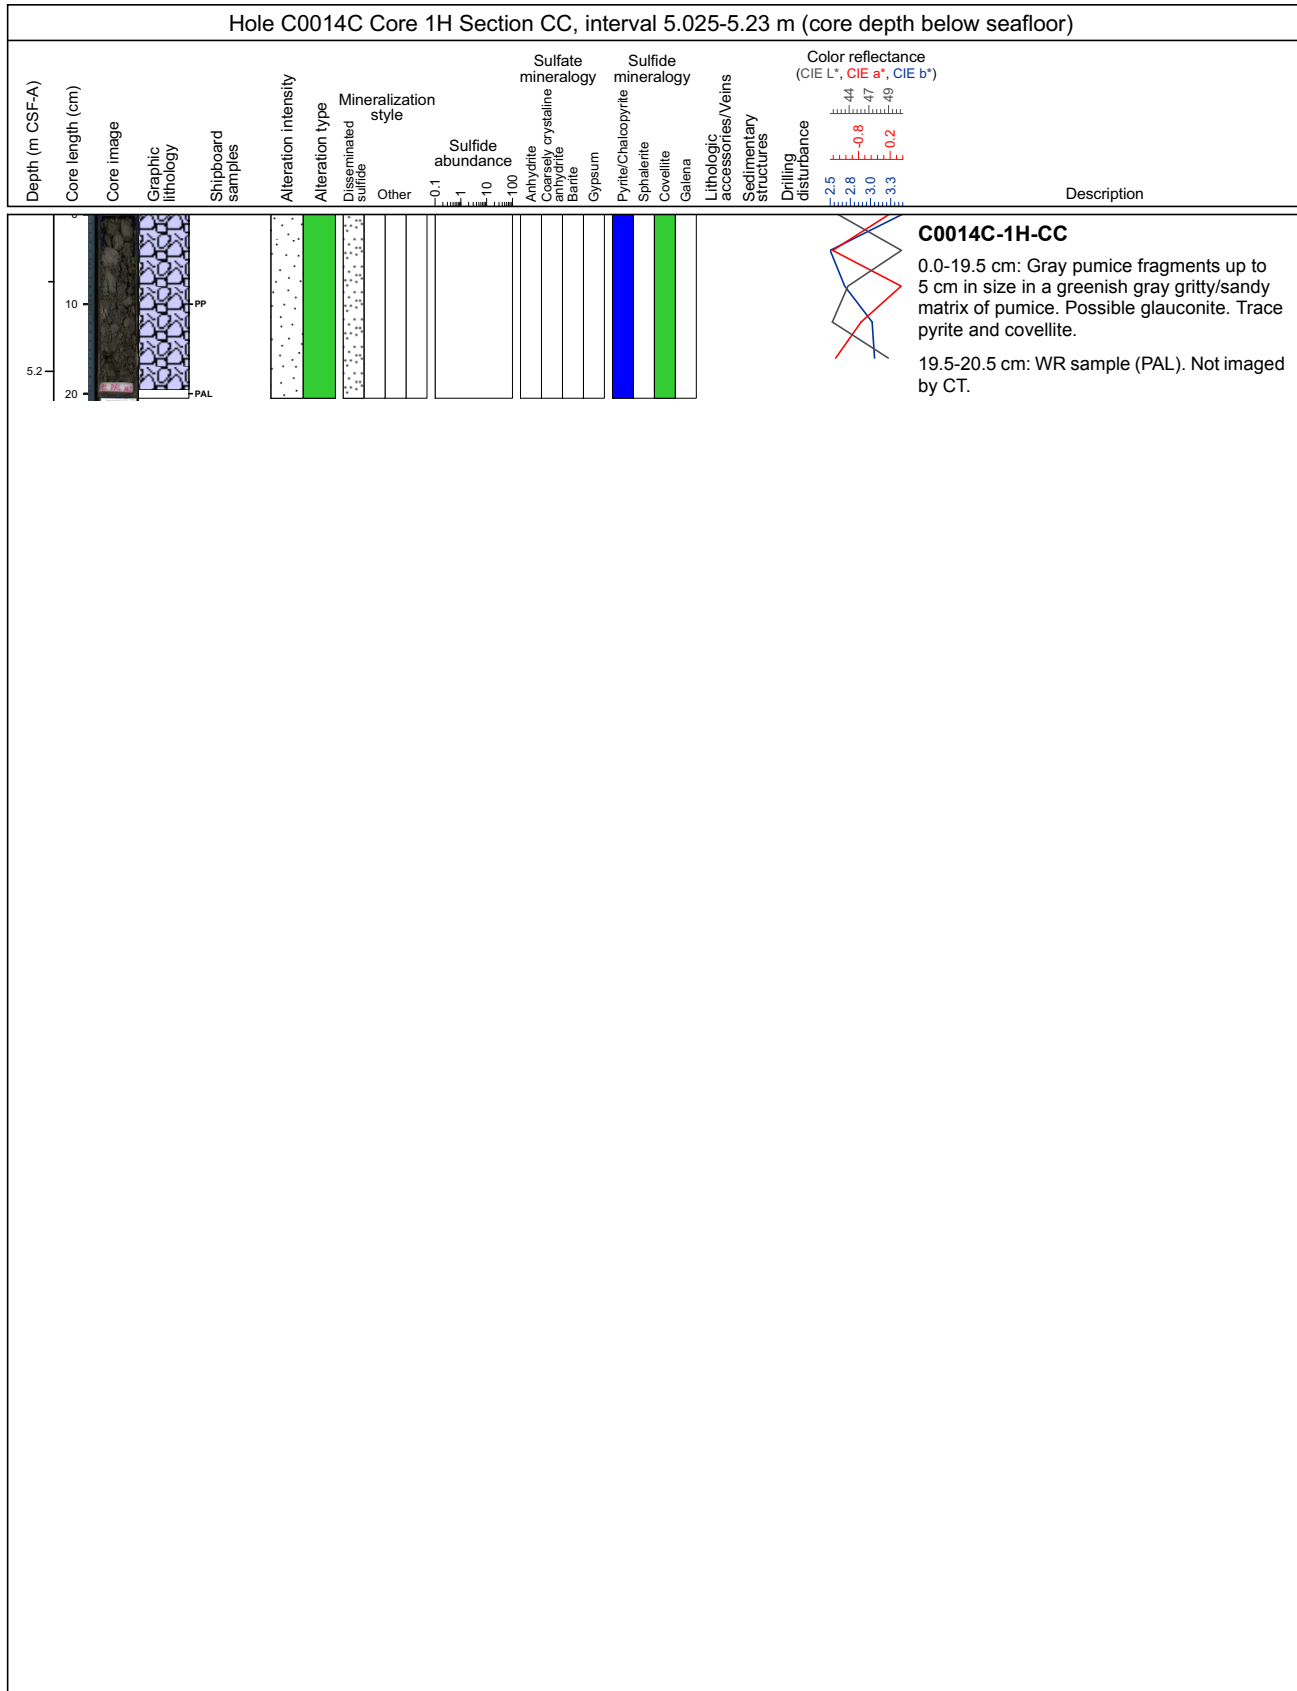 Hole C0014C Core 1H Section CC, interval 5.025-5.23 m (core depth below seafloor)
Depth (m CSF-A)
Core length (cm)
Core image
Graphic
lithology
Shipboard
samples
Alteration intensity
Alteration type
Mineralization
style
Disseminated
sulfide
Other
Sulfide
abundance
0.1
1
10
100
Sulfate
mineralogy
Anhydrite
Coarsely crystaline
anhydrite
Barite
Gypsum
Sulfide
mineralogy
Pyrite/Chalcopyrite
Sphalerite
Covellite
Galena
Lithologic
accessories/Veins
Sedimentary
structures
Drilling
disturbance
Color reflectance
(CIE L*, CIE a*, CIE b*)
44 47 49
-0.8 0.2
2.5 2.8 3.0 3.3
Description
10
20
5.2
PP
PAL
C0014C-1H-CC
0.0-19.5 cm: Gray pumice fragments up to
5 cm in size in a greenish gray gritty/sandy
matrix of pumice. Possible glauconite. Trace
pyrite and covellite.
19.5-20.5 cm: WR sample (PAL). Not imaged
by CT.